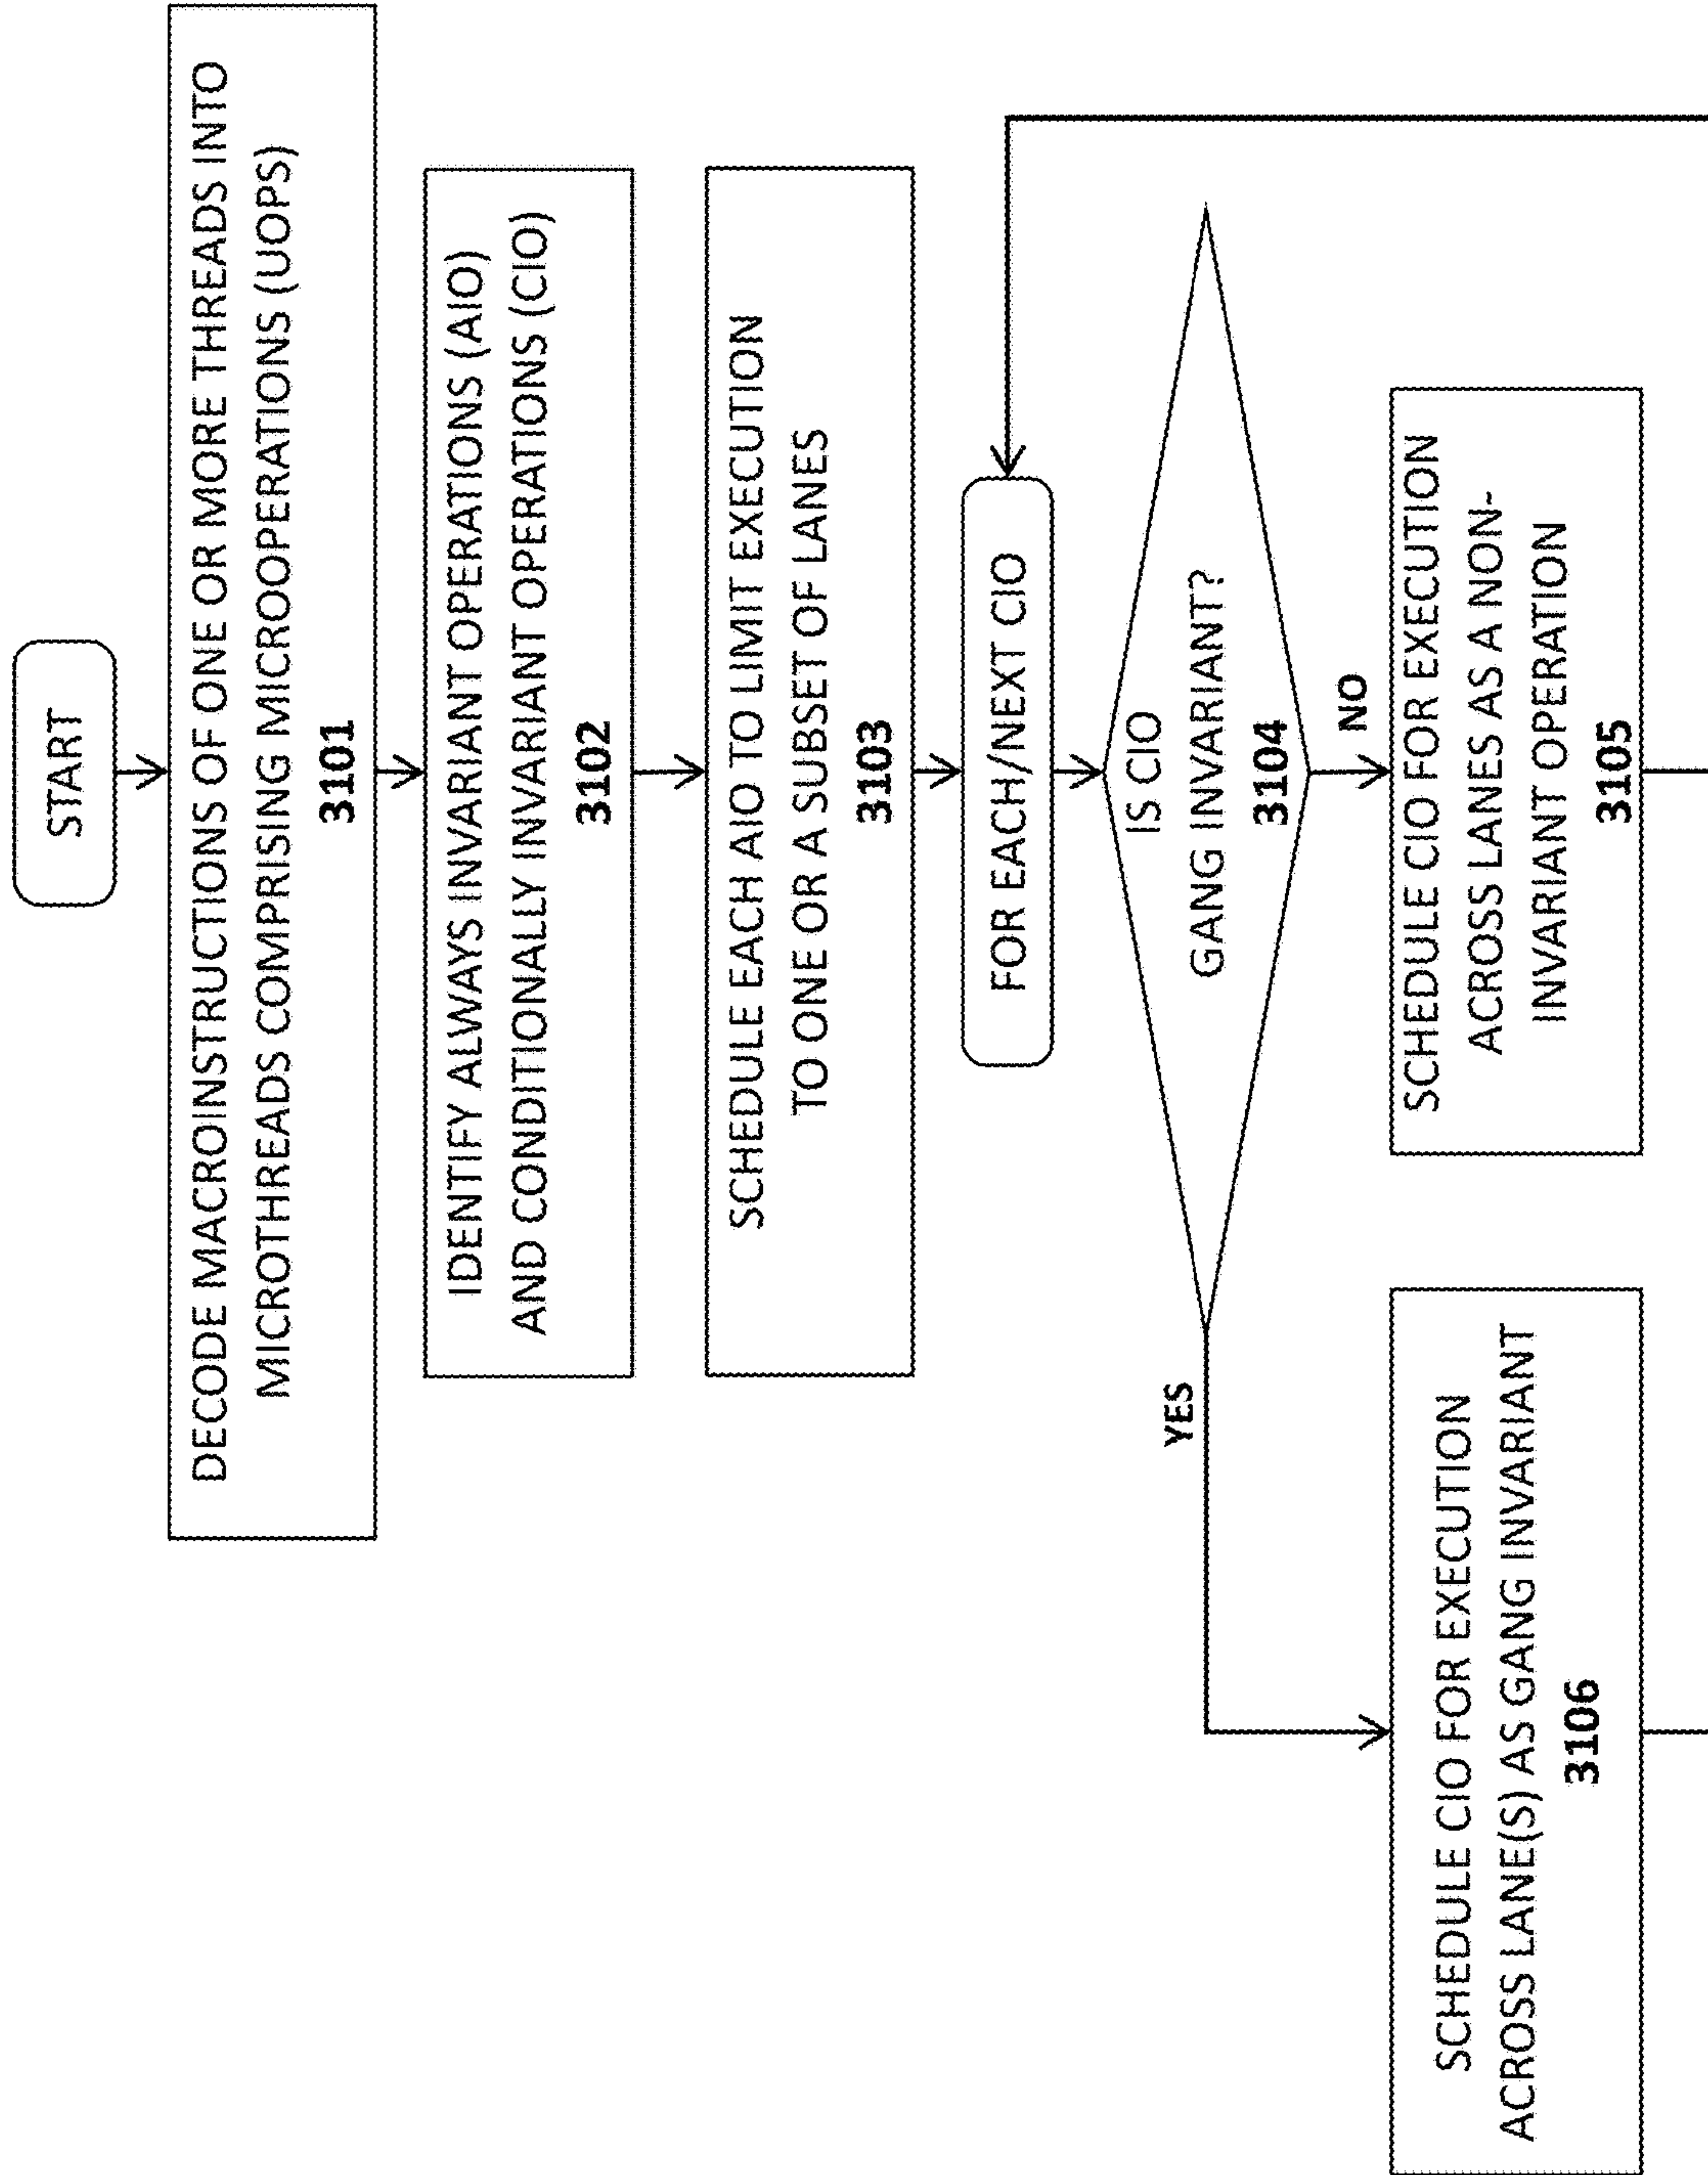 START
DECODE MACROINSTRUCTIONS OF ONE OR MORE THREADS INTO
MICROTHREADS COMPRISING MICROOPERATIONS (UOPS)
3101
IDENTIFY ALWAYS INVARIANT OPERATIONS (AIO)
AND CONDITIONALLY INVARIANT OPERATIONS (CIO)
3102
SCHEDULE EACH AIO TO LIMIT EXECUTION
TO ONE OR A SUBSET OF LANES
3103
FOR EACH/NEXT CIO
IS CIO
GANG INVARIANT?
3104
YES
NO
SCHEDULE CIO FOR EXECUTION
ACROSS LANE(S) AS GANG INVARIANT
3106
SCHEDULE CIO FOR EXECUTION
ACROSS LANES AS A NON-
INVARIANT OPERATION
3105